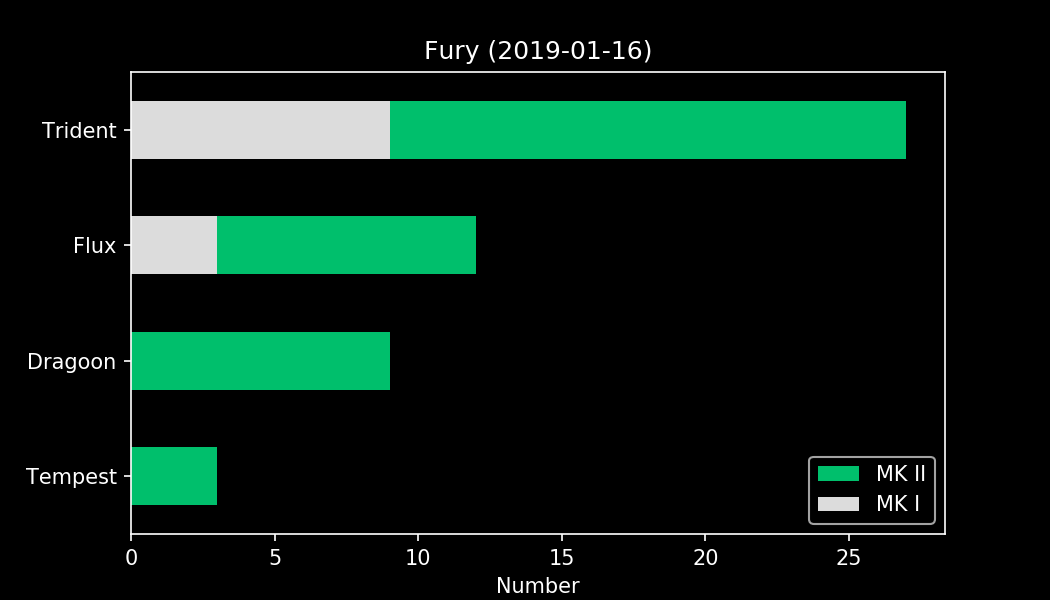 Fury (2019-01-16)
Trident
Flux
Dragoon
Tempest
MK II
MK I
0 5 10 15 20 25
Number